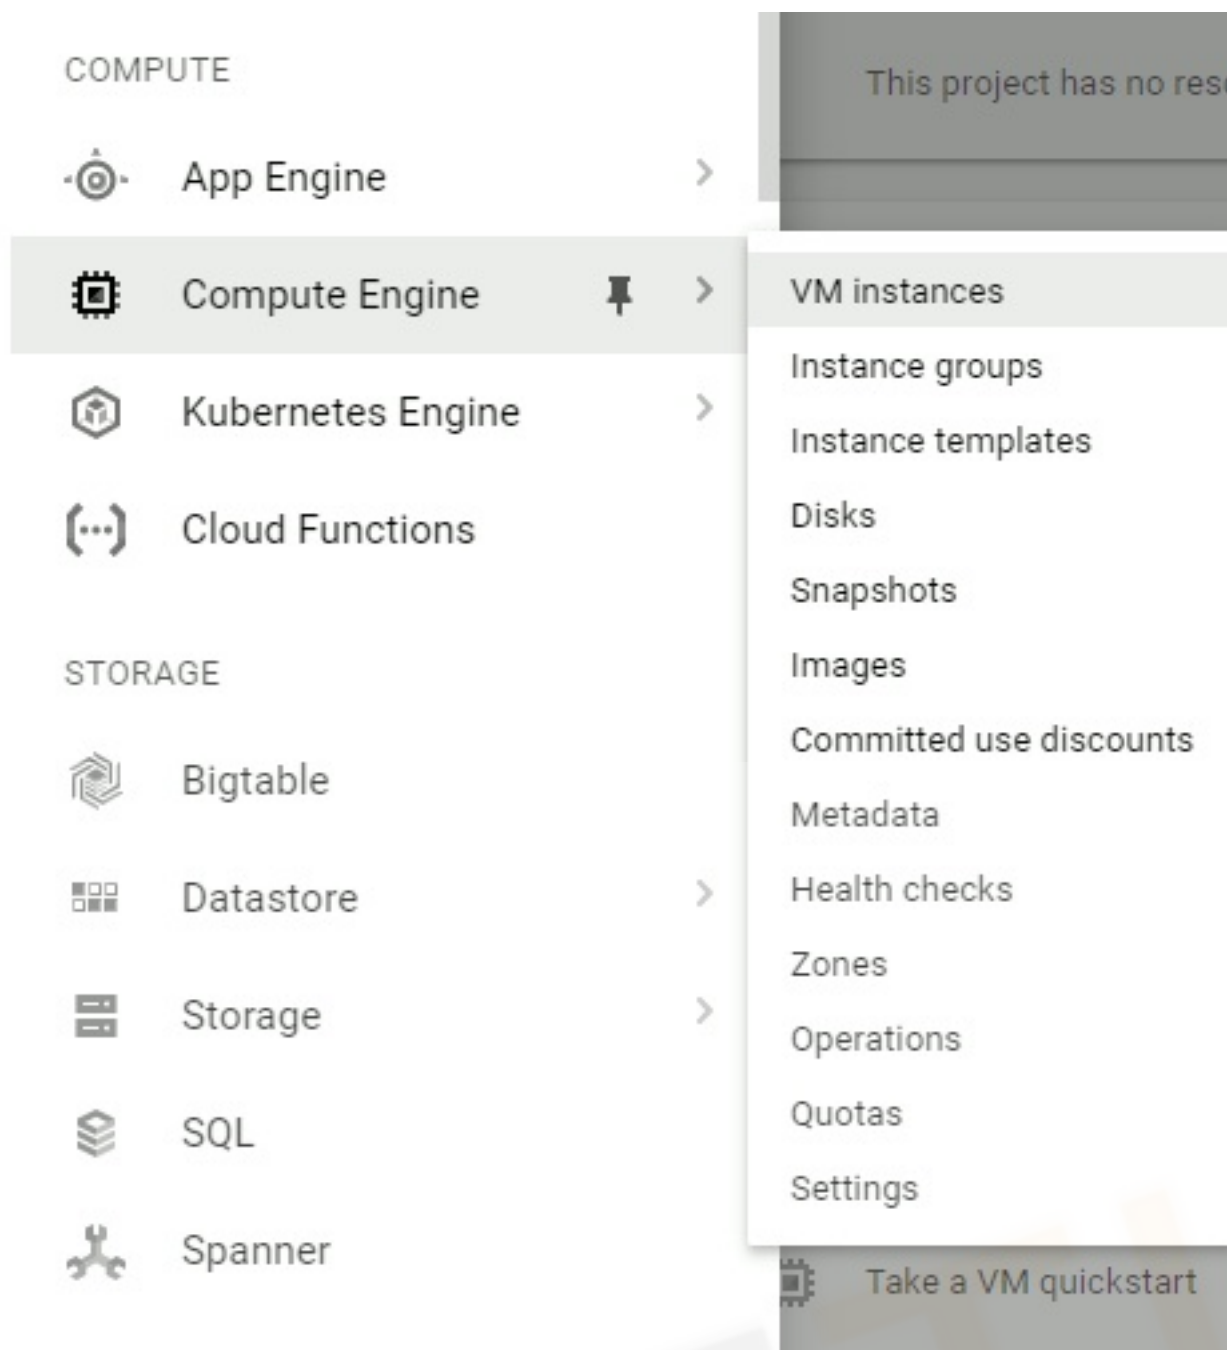 COMPUTE
App Engine
Compute Engine
Kubernetes Engine
Cloud Functions
STORAGE
Bigtable
Datastore
Storage
SQL
Spanner
This project has no
VM instances
Instance groups
Instance templates
Disks
Snapshots
Images
Committed use discounts
Metadata
Health checks
Zones
Operations
Quotas
Settings
Take a VM quickstart